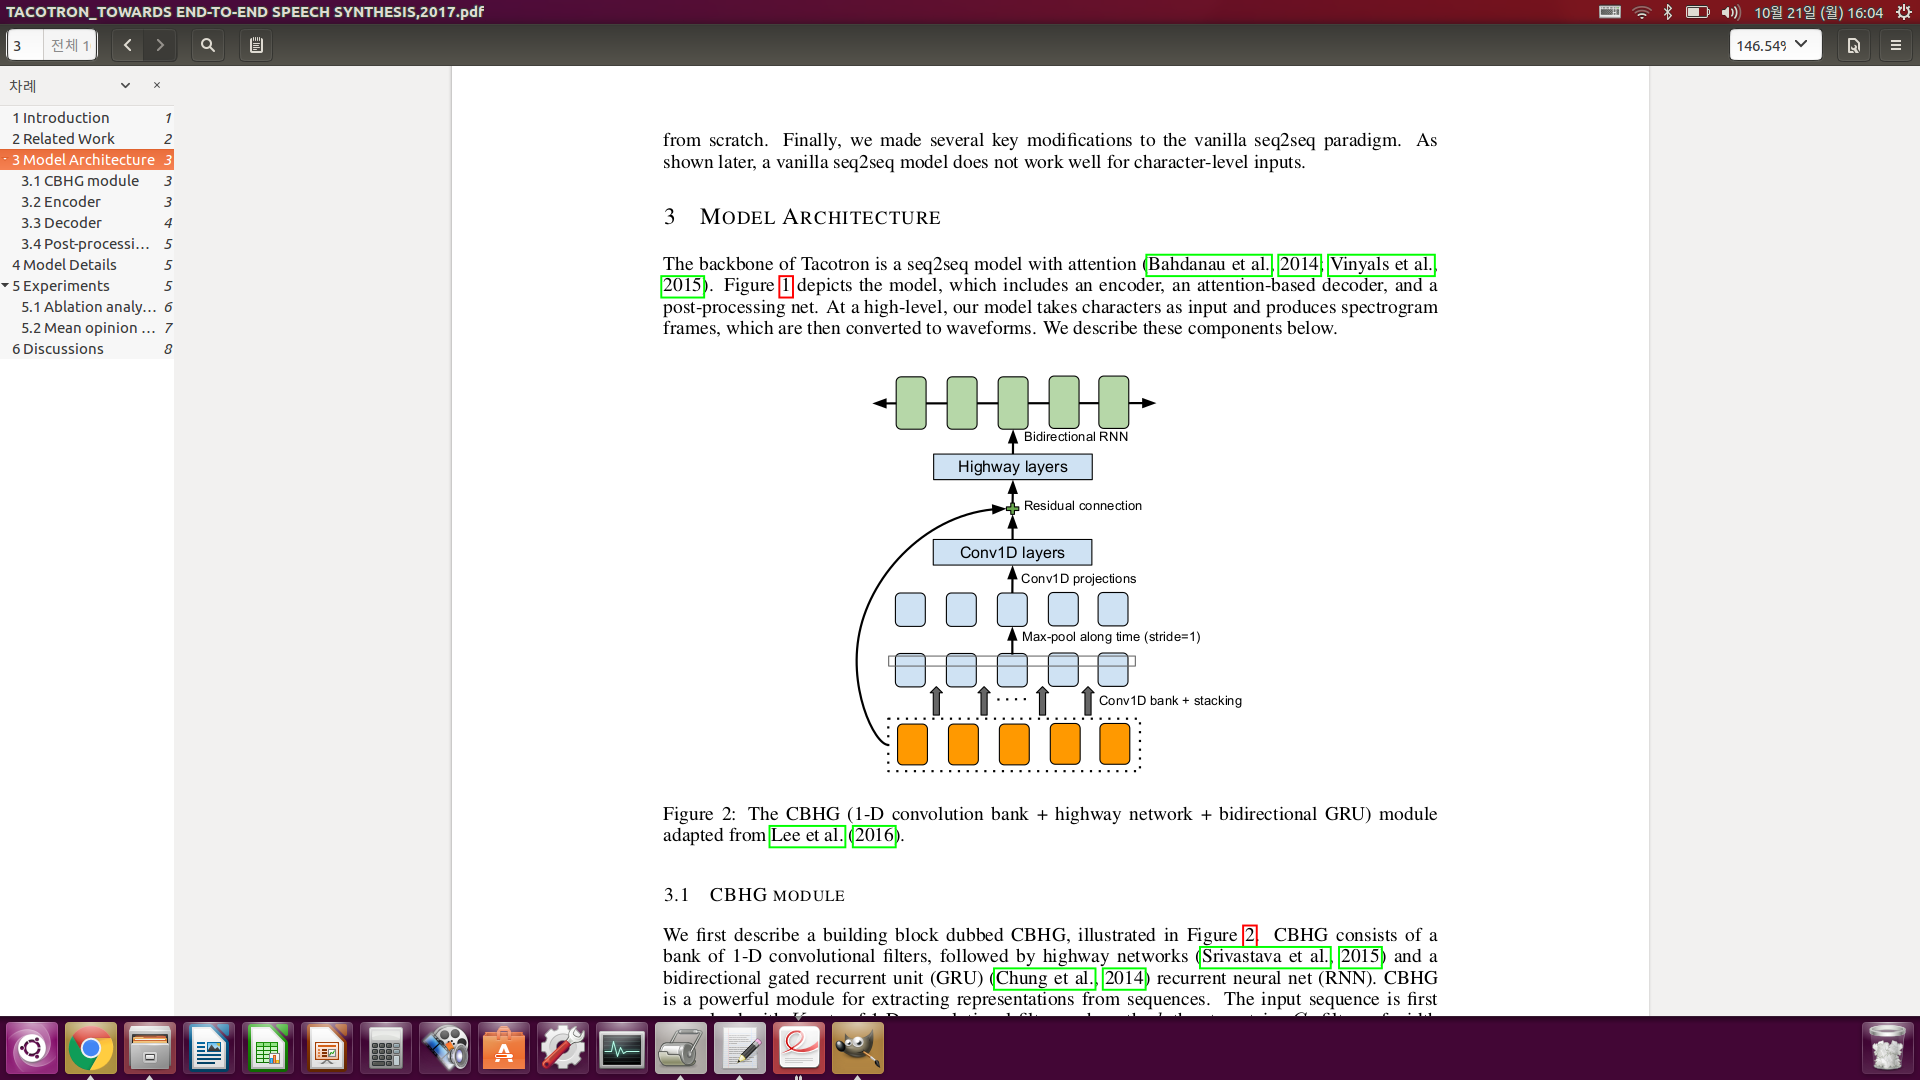 TACOTRON_TOWARDS END-TO-END SPEECH SYNTHESIS,2017.pdf
10월 21일 (월) 16:04
3 전체 1
146.54%
차례
1 Introduction 1
2 Related Work 2
3 Model Architecture 3
3.1 CBHG module 3
3.2 Encoder 3
3.3 Decoder 4
3.4 Post-processi... 5
4 Model Details 5
5 Experiments 5
5.1 Ablation analy... 6
5.2 Mean opinion ... 7
6 Discussions 8
from scratch. Finally, we made several key modifications to the vanilla seq2seq paradigm. As
shown later, a vanilla seq2seq model does not work well for character-level inputs.
3 MODEL ARCHITECTURE
The backbone of Tacotron is a seq2seq model with attention (Bahdanau et al., 2014; Vinyals et al.,
2015). Figure 1 depicts the model, which includes an encoder, an attention-based decoder, and a
post-processing net. At a high-level, our model takes characters as input and produces spectrogram
frames, which are then converted to waveforms. We describe these components below.
Bidirectional RNN
Highway layers
Residual connection
Conv1D layers
Conv1D projections
Max-pool along time (stride=1)
Conv1D bank + stacking
Figure 2: The CBHG (1-D convolution bank + highway network + bidirectional GRU) module
adapted from Lee et al. (2016).
3.1 CBHG MODULE
We first describe a building block dubbed CBHG, illustrated in Figure 2. CBHG consists of a
bank of 1-D convolutional filters, followed by highway networks (Srivastava et al., 2015) and a
bidirectional gated recurrent unit (GRU) (Chung et al., 2014) recurrent neural net (RNN). CBHG
is a powerful module for extracting representations from sequences. The input sequence is first